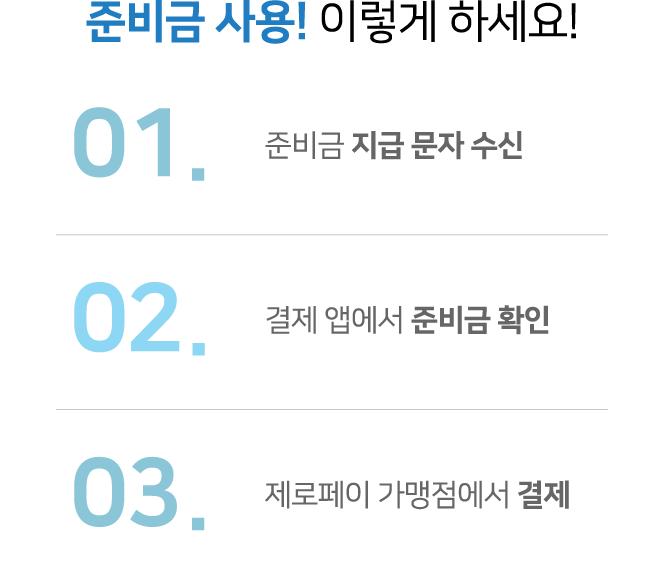 준비금 사용! 이렇게 하세요!
01.
준비금 지급 문자 수신
02.
결제 앱에서 준비금 확인
03.
제로페이 가맹점에서 결제